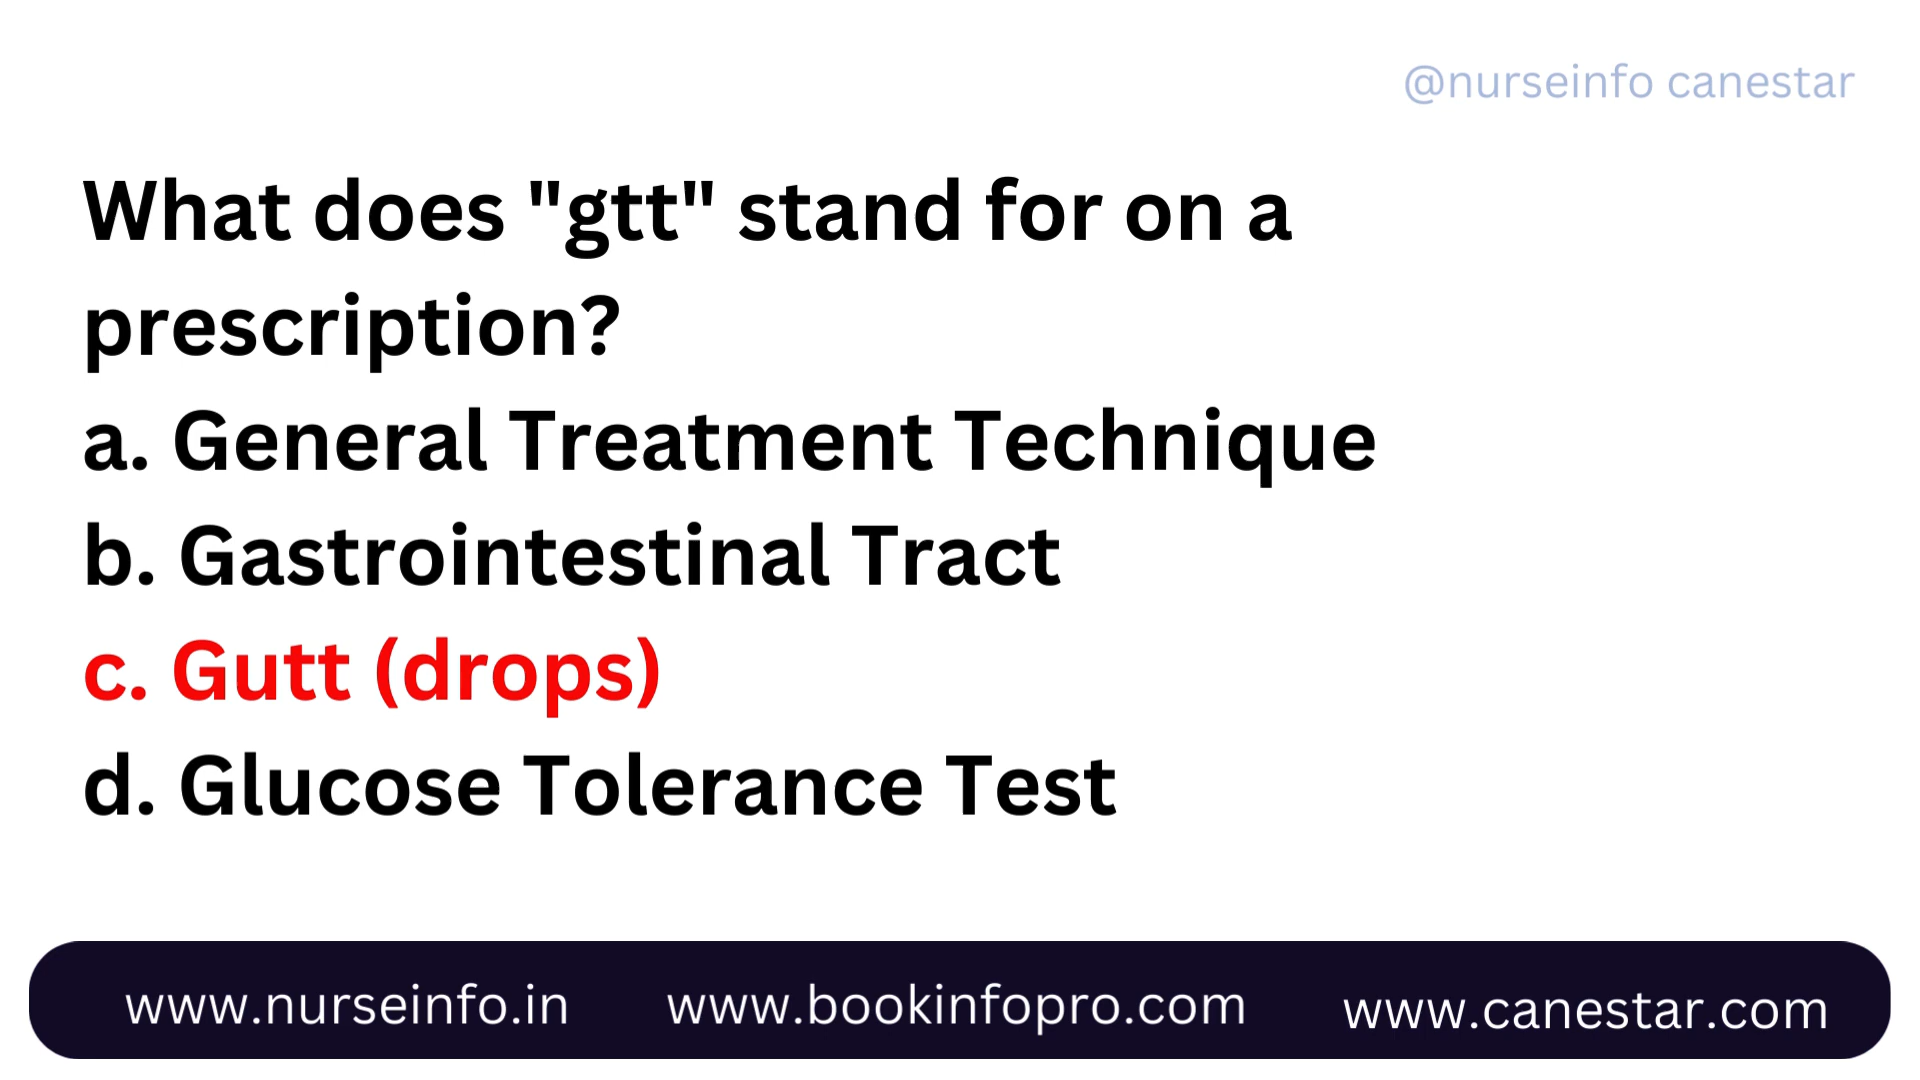 @nurseinfo canestar
What does "gtt" stand for on a
prescription?
a. General Treatment Technique
b. Gastrointestinal Tract
c. Gutt (drops)
d. Glucose Tolerance Test
www.nurseinfo.in www.bookinfopro.com www.canestar.com